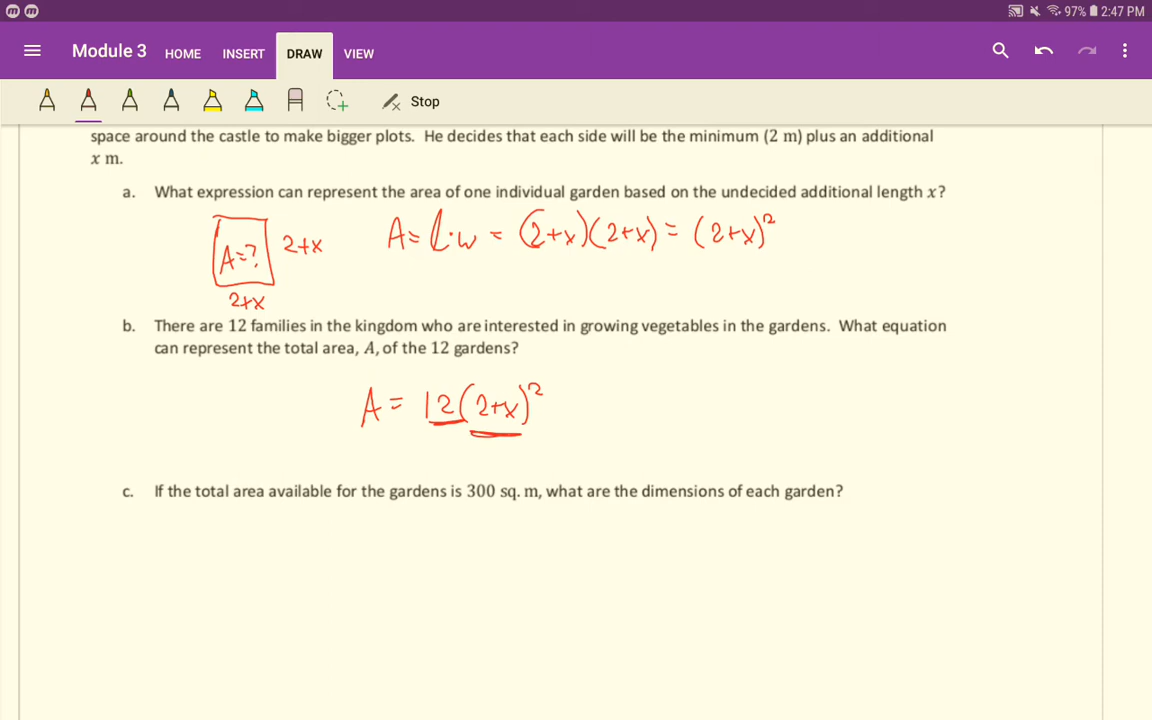 97% 2:47 PM
Module 3 HOME INSERT DRAW VIEW
Stop
space around the castle to make bigger plots. He decides that each side will be the minimum (2 m) plus an additional
x m.
a. What expression can represent the area of one individual garden based on the undecided additional length x?
A=? 2+x A= l·w = (2+x)(2+x) = (2+x)²
2+x
b. There are 12 families in the kingdom who are interested in growing vegetables in the gardens. What equation
can represent the total area, A, of the 12 gardens?
A = 12(2+x)²
c. If the total area available for the gardens is 300 sq. m, what are the dimensions of each garden?